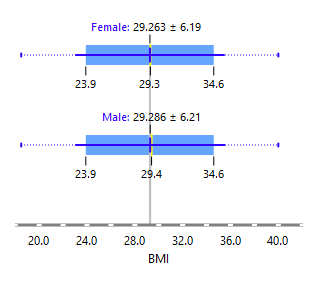 Female: 29.263 ± 6.19
23.9 29.3 34.6
Male: 29.286 ± 6.21
23.9 29.4 34.6
20.0 24.0 28.0 32.0 36.0 40.0
BMI